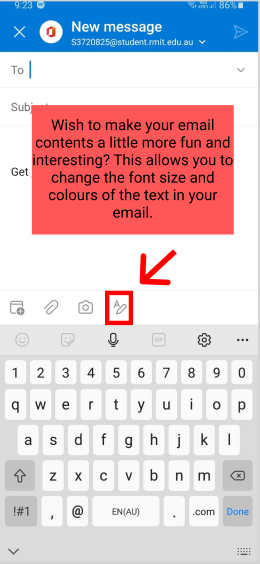 9:23 86%
New message
S3720825@student.rmit.edu.au
To
Subj
Wish to make your email
contents a little more fun and
interesting? This allows you to
change the font size and
colours of the text in your
email.
Get
GIF
1 2 3 4 5 6 7 8 9 0
q w e r t y u i o p
a s d f g h j k l
z x c v b n m
!#1 , @ EN(AU) . .com Done